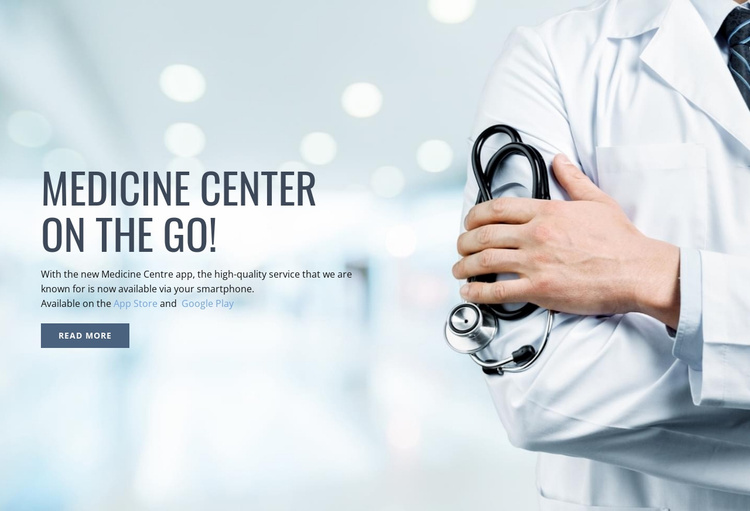 MEDICINE CENTER
ON THE GO!
With the new Medicine Centre app, the high-quality service that we are
known for is now available via your smartphone.
Available on the App Store and Google Play
READ MORE